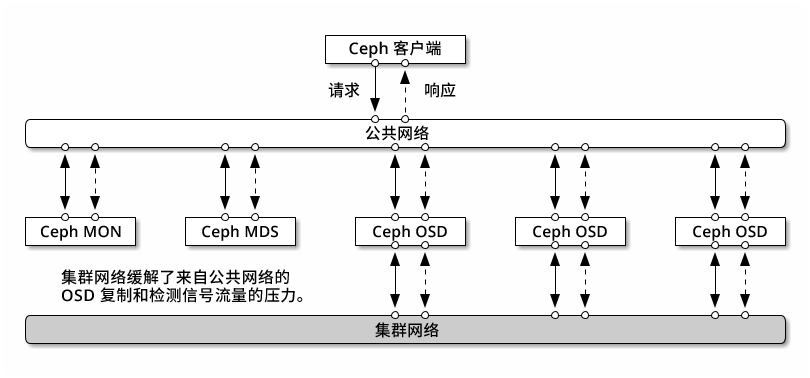 Ceph 客户端
请求
响应
公共网络
Ceph MON
Ceph MDS
Ceph OSD
Ceph OSD
Ceph OSD
集群网络缓解了来自公共网络的
OSD 复制和检测信号流量的压力。
集群网络